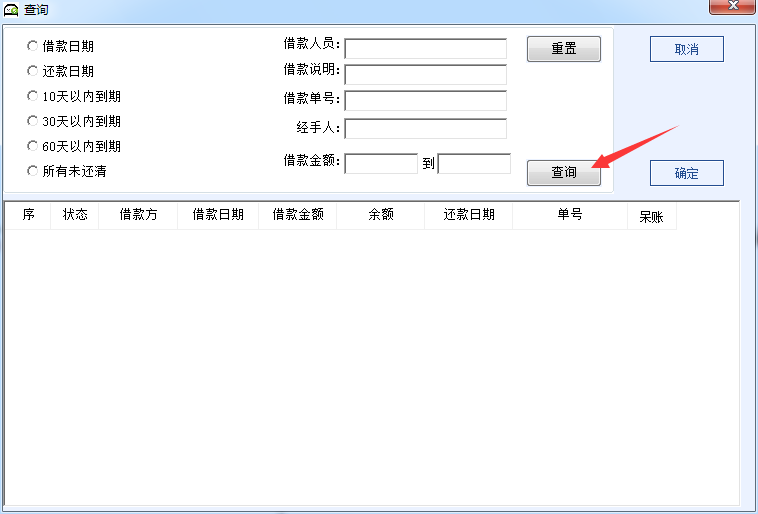 查询
借款日期
还款日期
10天以内到期
30天以内到期
60天以内到期
所有未还清
借款人员:
借款说明:
借款单号:
经手人:
借款金额: 到
重置
查询
取消
确定
序 状态 借款方 借款日期 借款金额 余额 还款日期 单号 呆账